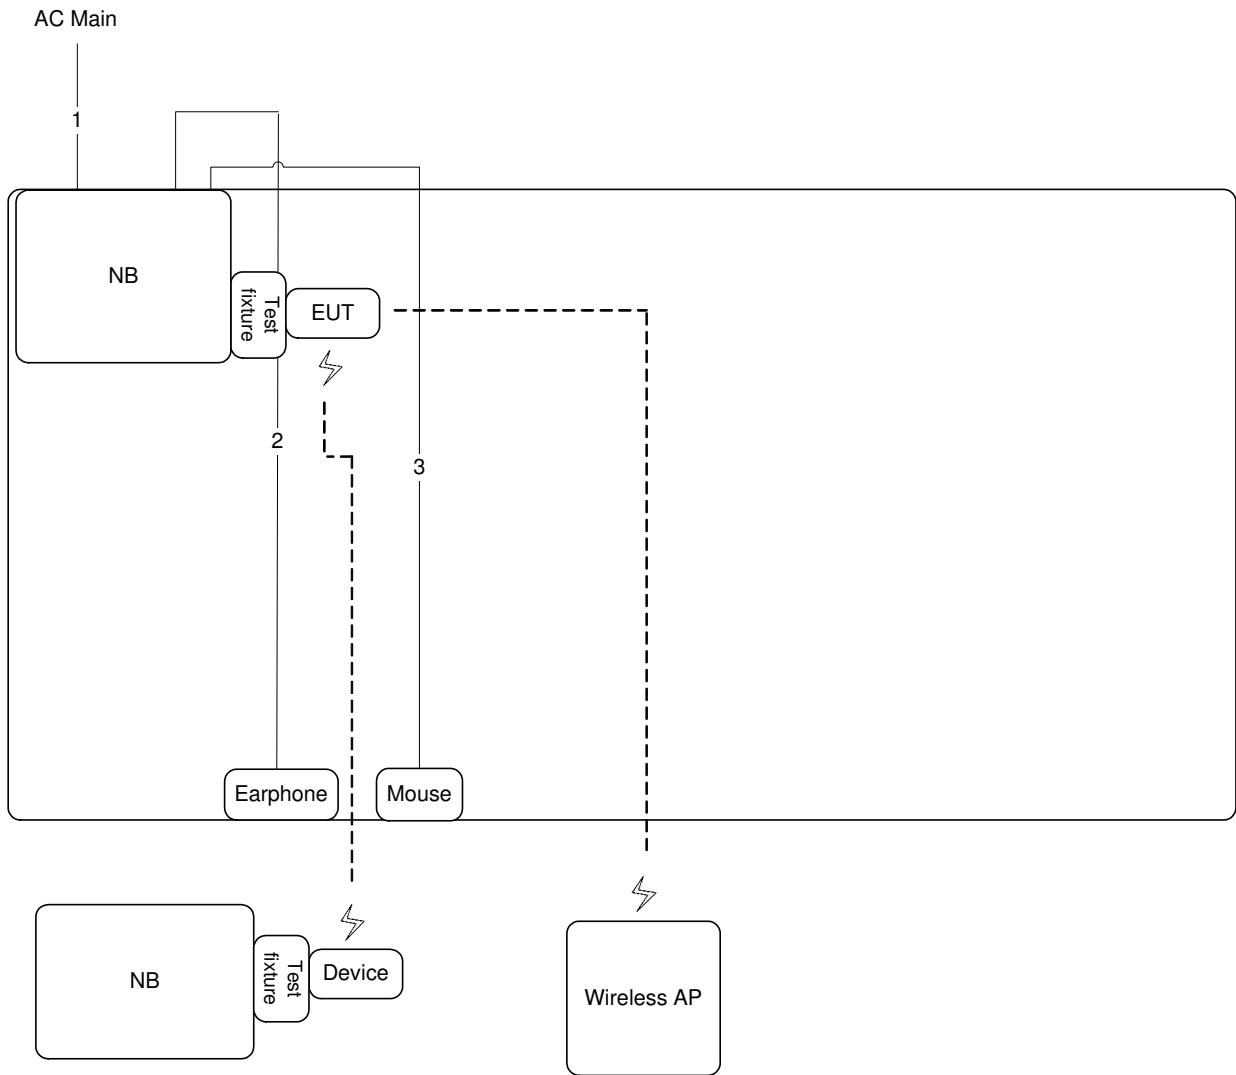 AC Main
1
NB
Test
fixture
EUT
2
3
Earphone
Mouse
NB
Test
fixture
Device
Wireless AP